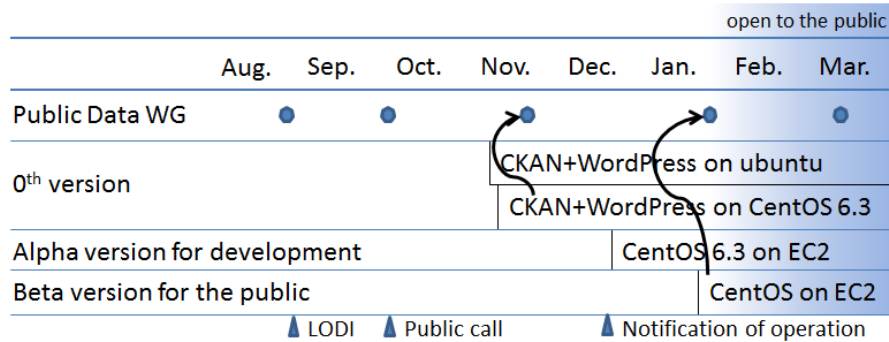 open to the public
Aug. Sep. Oct. Nov. Dec. Jan. Feb. Mar.
Public Data WG
CKAN+WordPress on ubuntu
0th version
CKAN+WordPress on CentOS 6.3
Alpha version for development CentOS 6.3 on EC2
Beta version for the public CentOS on EC2
LODI Public call Notification of operation